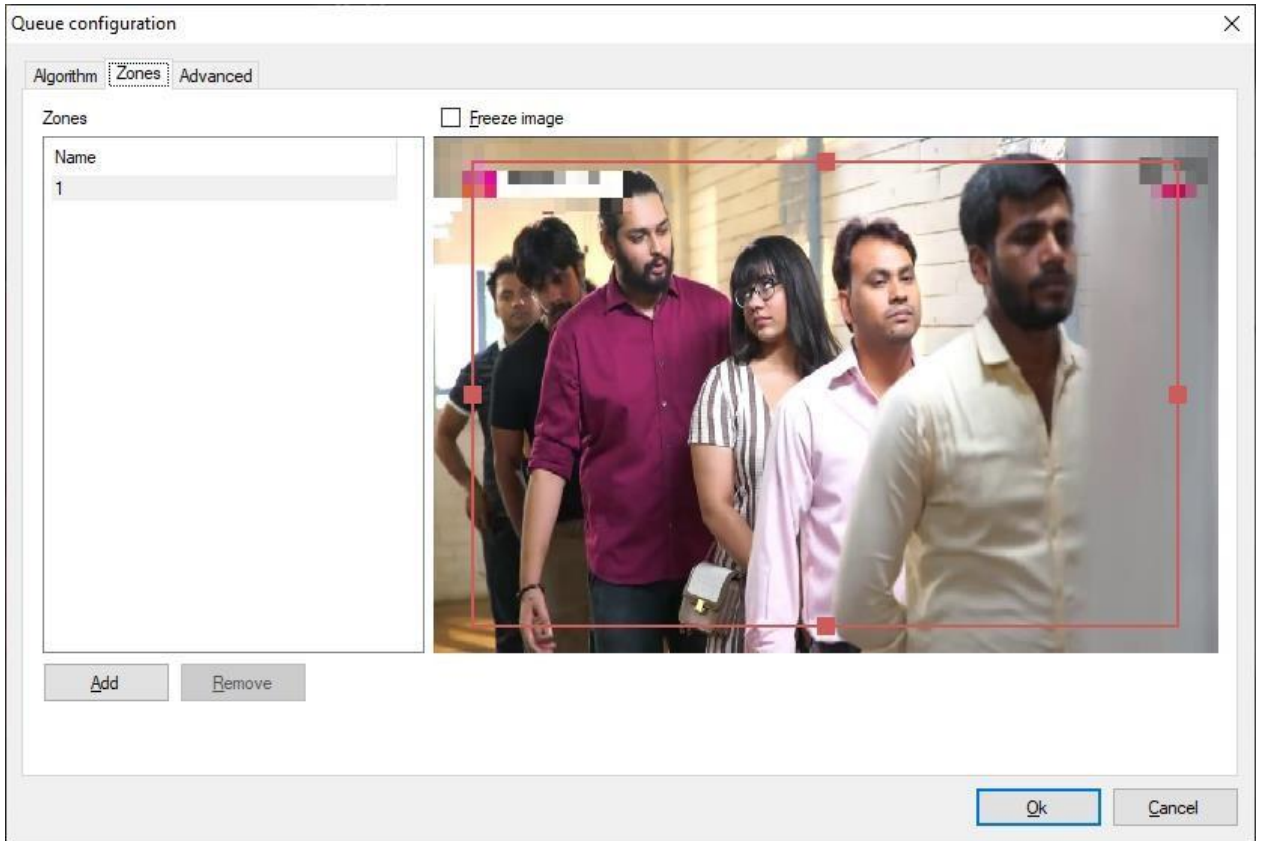 Queue configuration
Algorithm Zones Advanced
Zones
Freeze image
Name
1
Add Remove
Ok Cancel